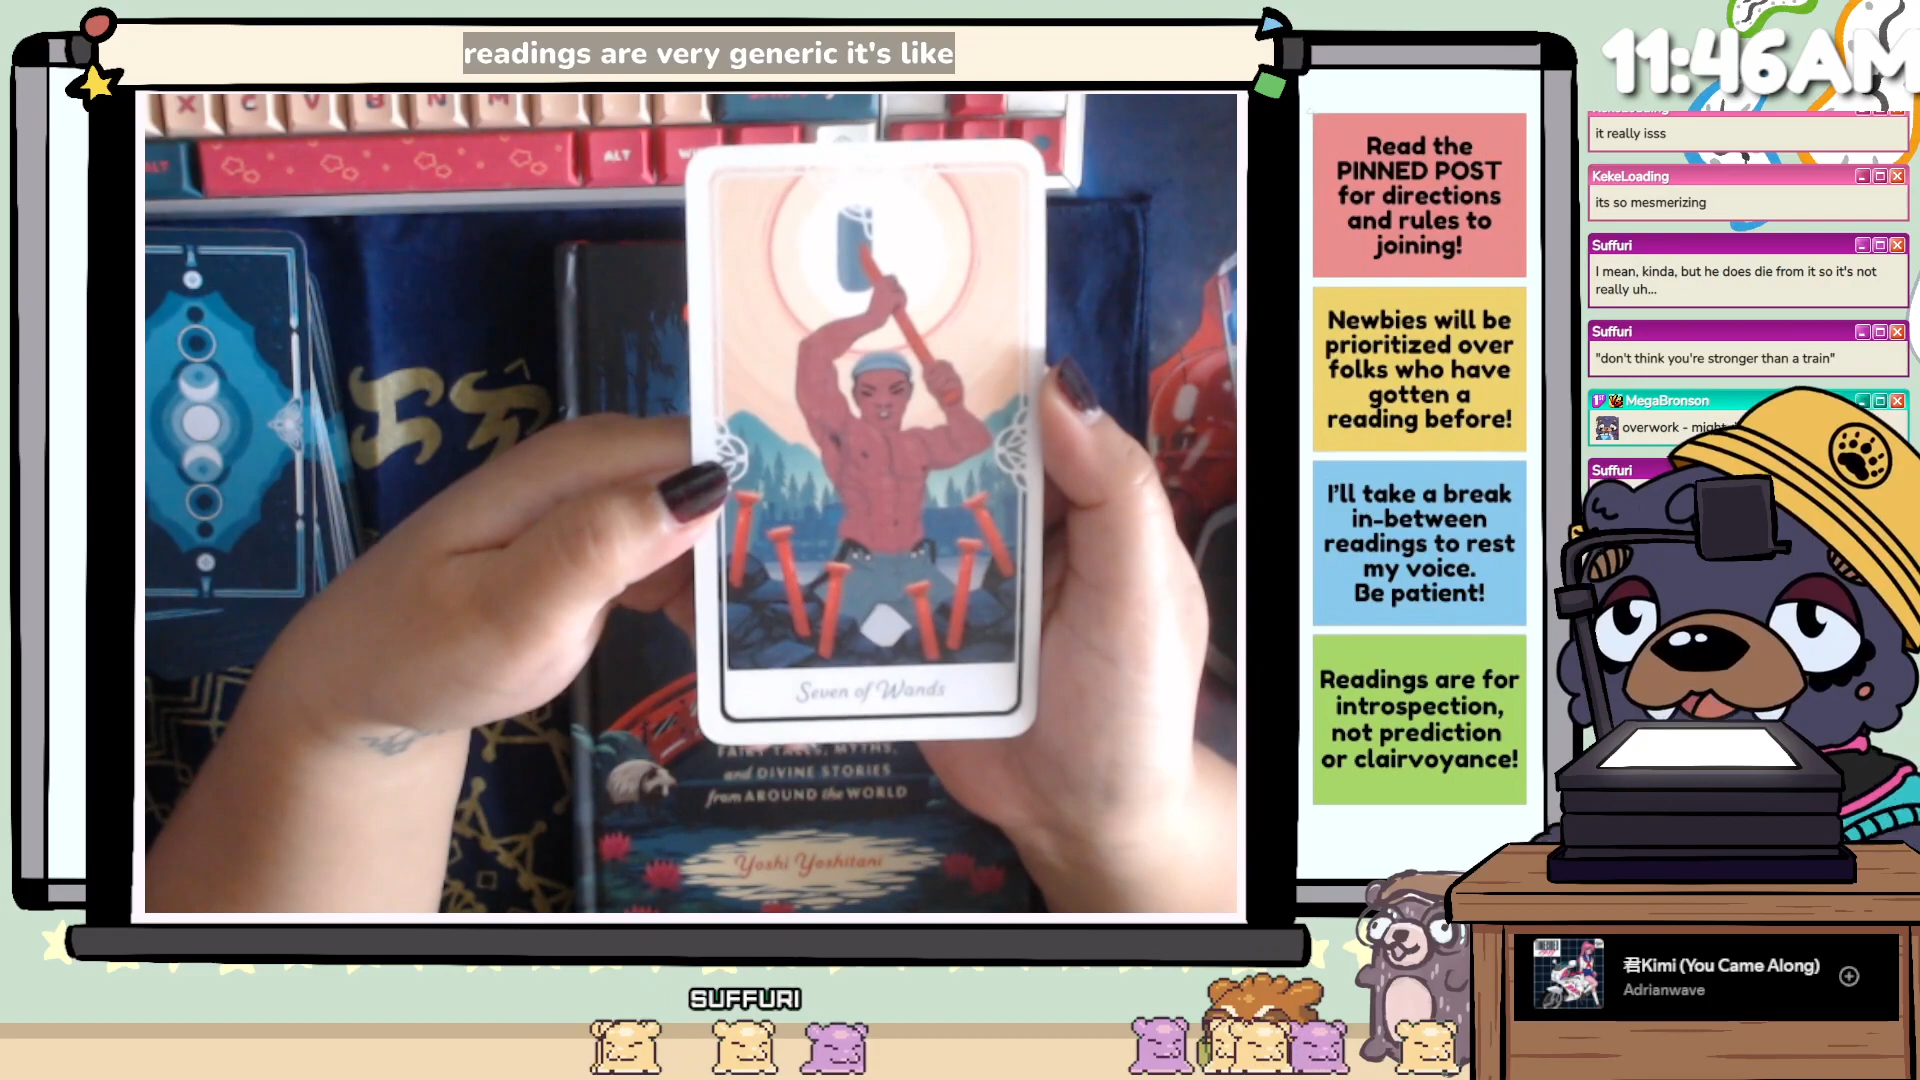 readings are very generic it's like
11:46AM
X C V B N M
ALT
ALT
Seven of Wands
FAIRY TALES, MYTHS,
and DIVINE STORIES
from AROUND the WORLD
Yoshi Yoshitani
Read the
PINNED POST
for directions
and rules to
joining!
Newbies will be
prioritized over
folks who have
gotten a
reading before!
I'll take a break
in-between
readings to rest
my voice.
Be patient!
Readings are for
introspection,
not prediction
or clairvoyance!
it really isss
KekeLoading
its so mesmerizing
Suffuri
I mean, kinda, but he does die from it so it's not
really uh...
Suffuri
"don't think you're stronger than a train"
MegaBronson
overwork - might
Suffuri
君Kimi (You Came Along)
Adrianwave
SUFFURI